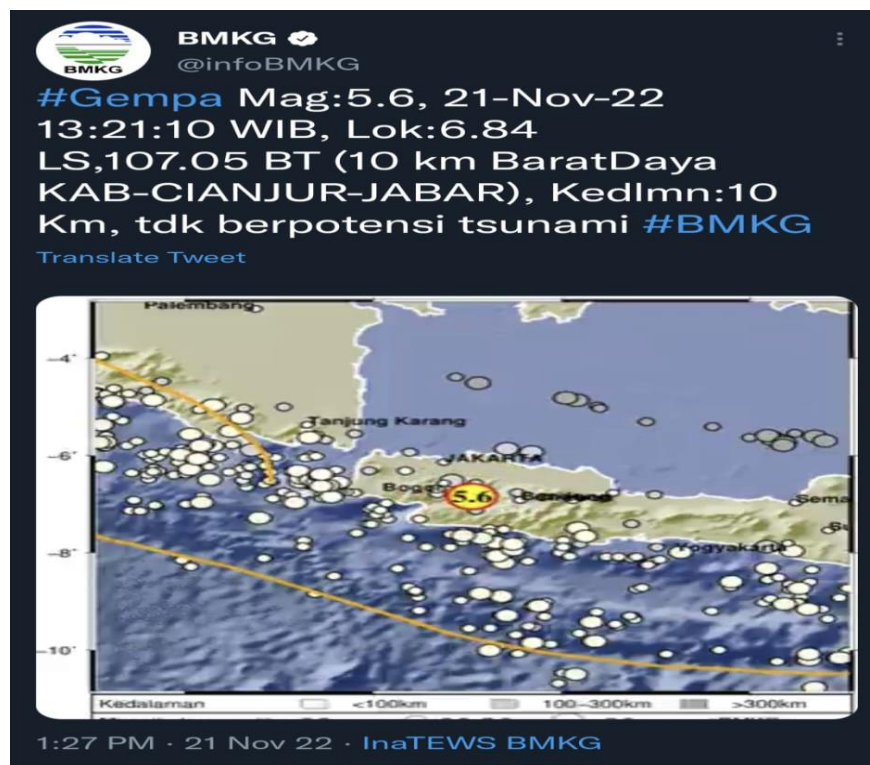 BMKG
BMKG
@infoBMKG
#Gempa Mag:5.6, 21-Nov-22
13:21:10 WIB, Lok:6.84
LS,107.05 BT (10 km BaratDaya
KAB-CIANJUR-JABAR), Kedlmn:10
Km, tdk berpotensi tsunami #BMKG
Translate Tweet
Palembang
-4°
Tanjung Karang
-6°
JAKARTA
Bogor
5.6
Bandung
Sema
-8°
Yogyakarta
-10°
Kedalaman <100km 100-300km >300km
1:27 PM · 21 Nov 22 · InaTEWS BMKG